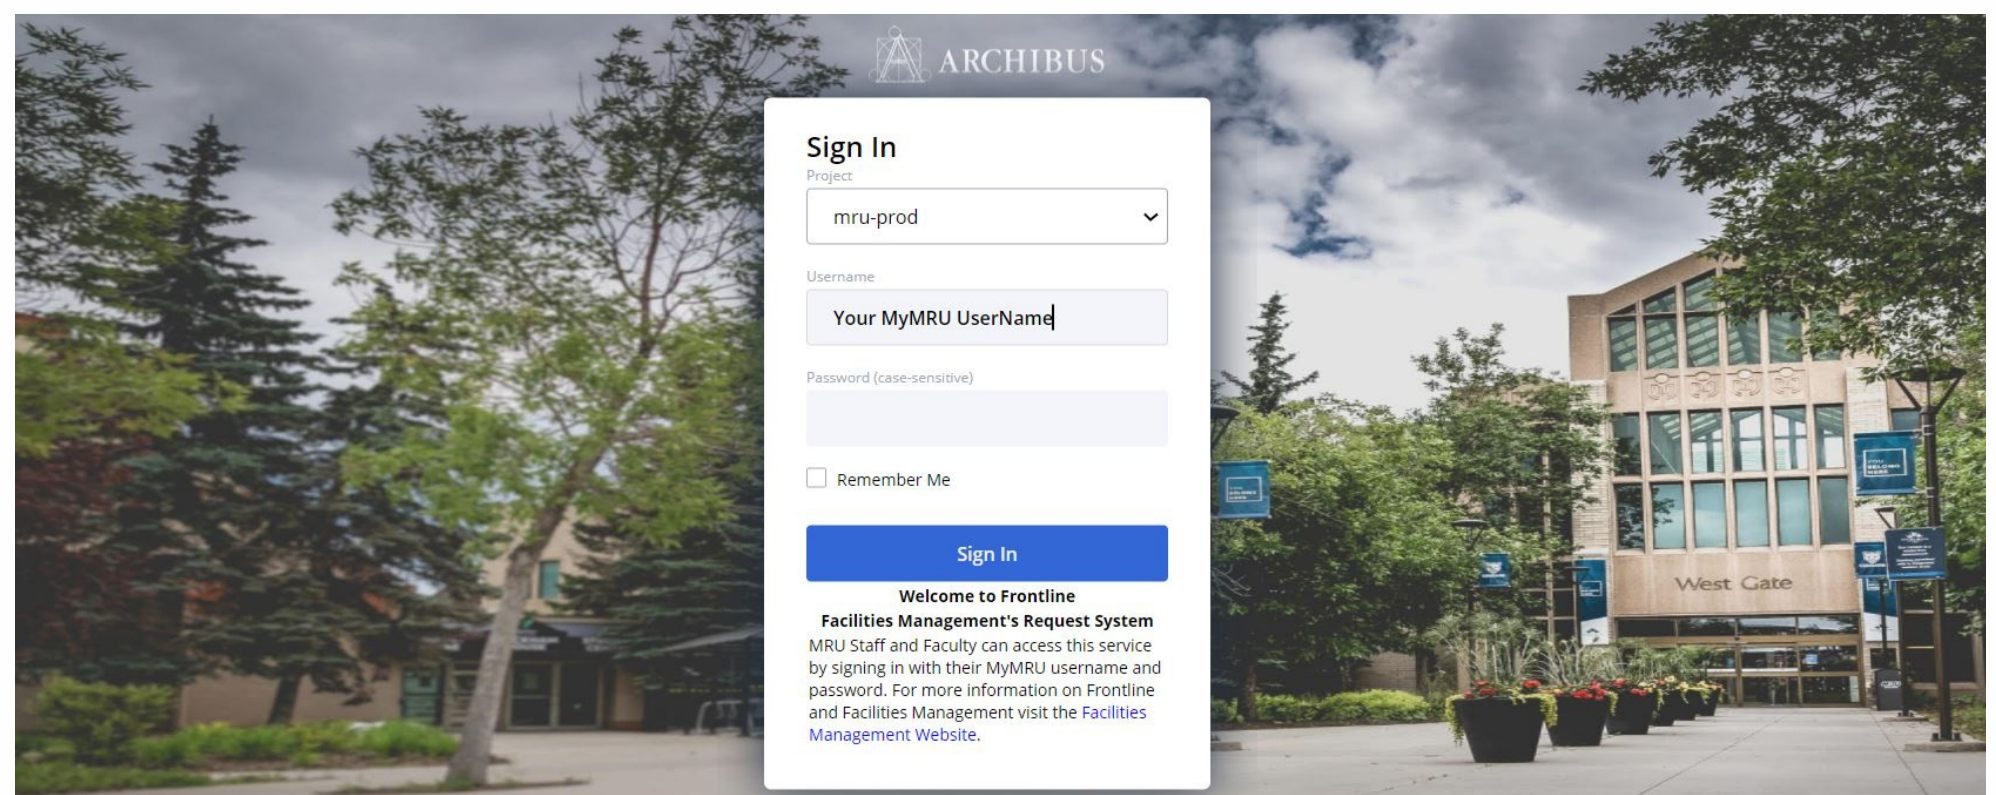 ARCHIBUS
Sign In
Project
mru-prod
Username
Your MyMRU UserName
Password (case-sensitive)
Remember Me
Sign In
Welcome to Frontline
Facilities Management's Request System
MRU Staff and Faculty can access this service
by signing in with their MyMRU username and
password. For more information on Frontline
and Facilities Management visit the Facilities
Management Website.
West Gate